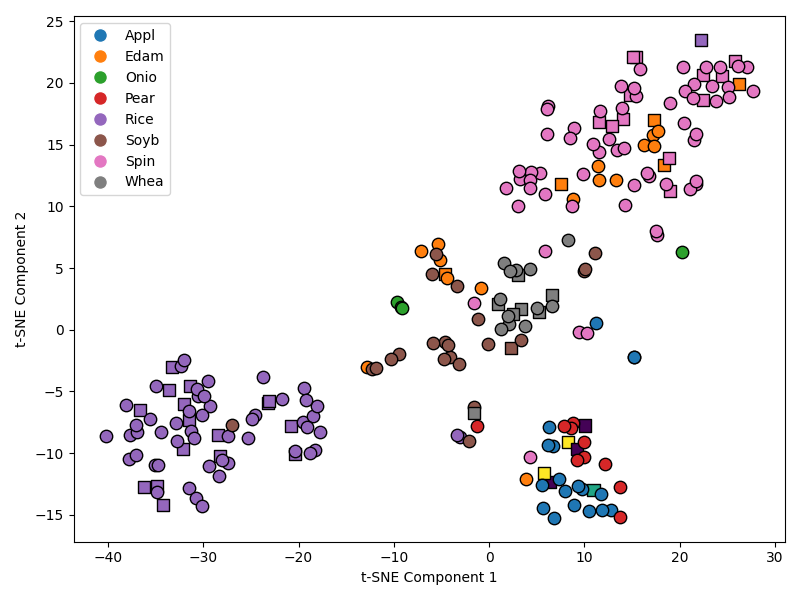 Appl
Edam
Onio
Pear
Rice
Soyb
Spin
Whea
25
20
15
10
5
0
−5
−10
−15
t-SNE Component 2
−40 −30 −20 −10 0 10 20 30
t-SNE Component 1